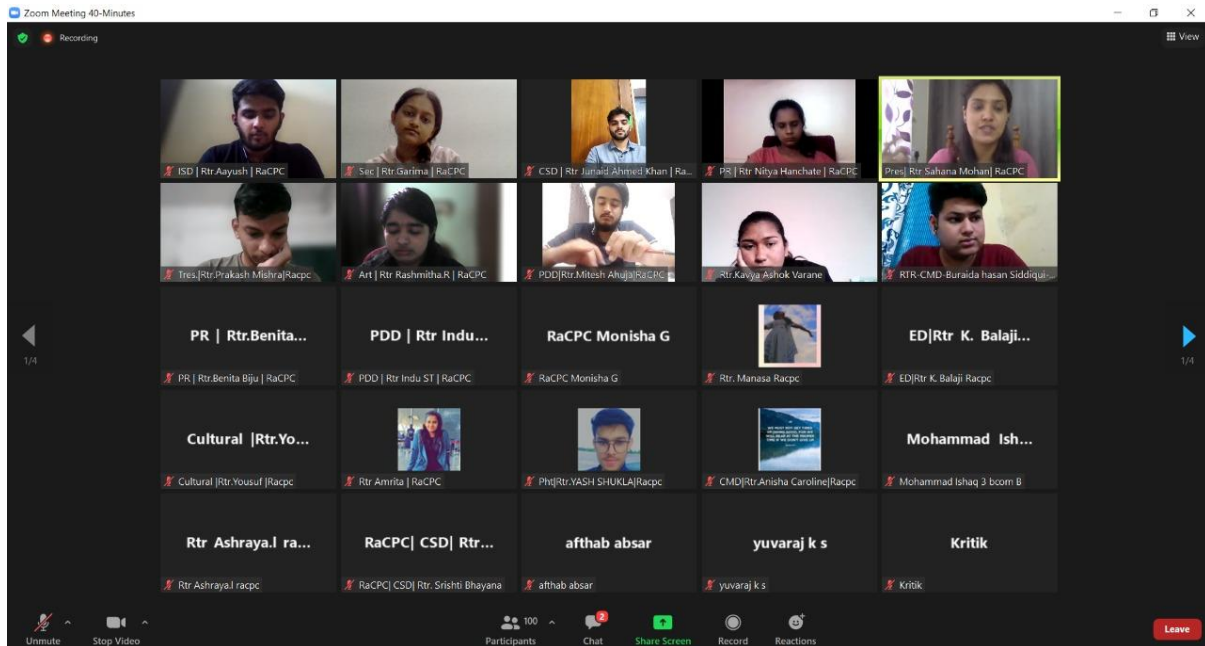 Zoom Meeting 40-Minutes
Recording
View
ISD | Rtr.Aayush | RaCPC
Sec | Rtr.Garima | RaCPC
CSD | Rtr Junaid Ahmed Khan | Ra...
PR | Rtr Nitya Hanchate | RaCPC
Pres| Rtr Sahana Mohan| RaCPC
Tres.|Rtr.Prakash Mishra|Racpc
Art | Rtr Rashmitha.R | RaCPC
PDD|Rtr.Mitesh Ahuja|RaCPC
Rtr.Kavya Ashok Varane
RTR-CMD-Buraida hasan Siddiqui-...
PR | Rtr.Benita...
PDD | Rtr Indu...
RaCPC Monisha G
ED|Rtr K. Balaji...
1/4
1/4
PR | Rtr.Benita Biju | RaCPC
PDD | Rtr Indu ST | RaCPC
RaCPC Monisha G
Rtr. Manasa Racpc
ED|Rtr K. Balaji Racpc
Cultural |Rtr.Yo...
Mohammad Ish...
Cultural |Rtr.Yousuf |Racpc
Rtr Amrita | RaCPC
Pht|Rtr.YASH SHUKLA|Racpc
CMD|Rtr.Anisha Caroline|Racpc
Mohammad Ishaq 3 bcom B
Rtr Ashraya.l ra...
RaCPC| CSD| Rtr...
afthab absar
yuvaraj k s
Kritik
Rtr Ashraya.l racpc
RaCPC| CSD| Rtr. Srishti Bhayana
afthab absar
yuvaraj k s
Kritik
100
2
Unmute
Stop Video
Participants
Chat
Share Screen
Record
Reactions
Leave